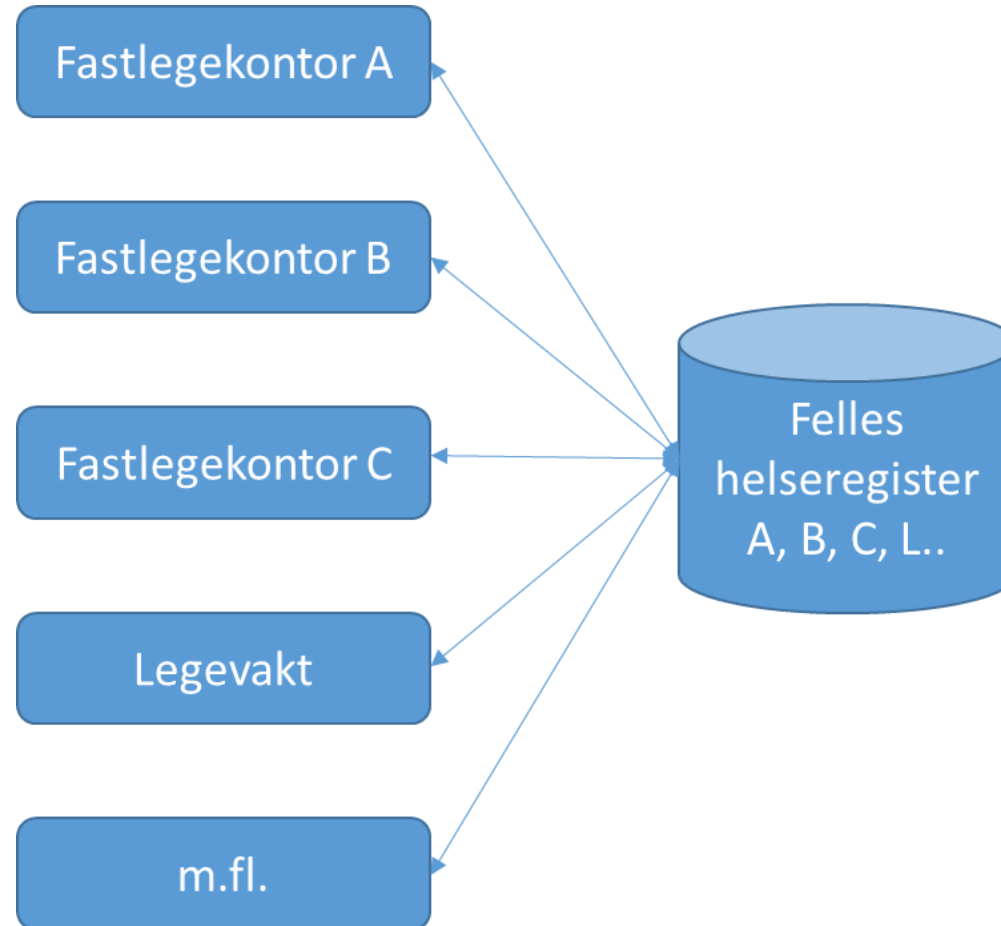 Fastlegekontor A
Fastlegekontor B
Fastlegekontor C
Legevakt
m.fl.
Felles
helseregister
A, B, C, L..